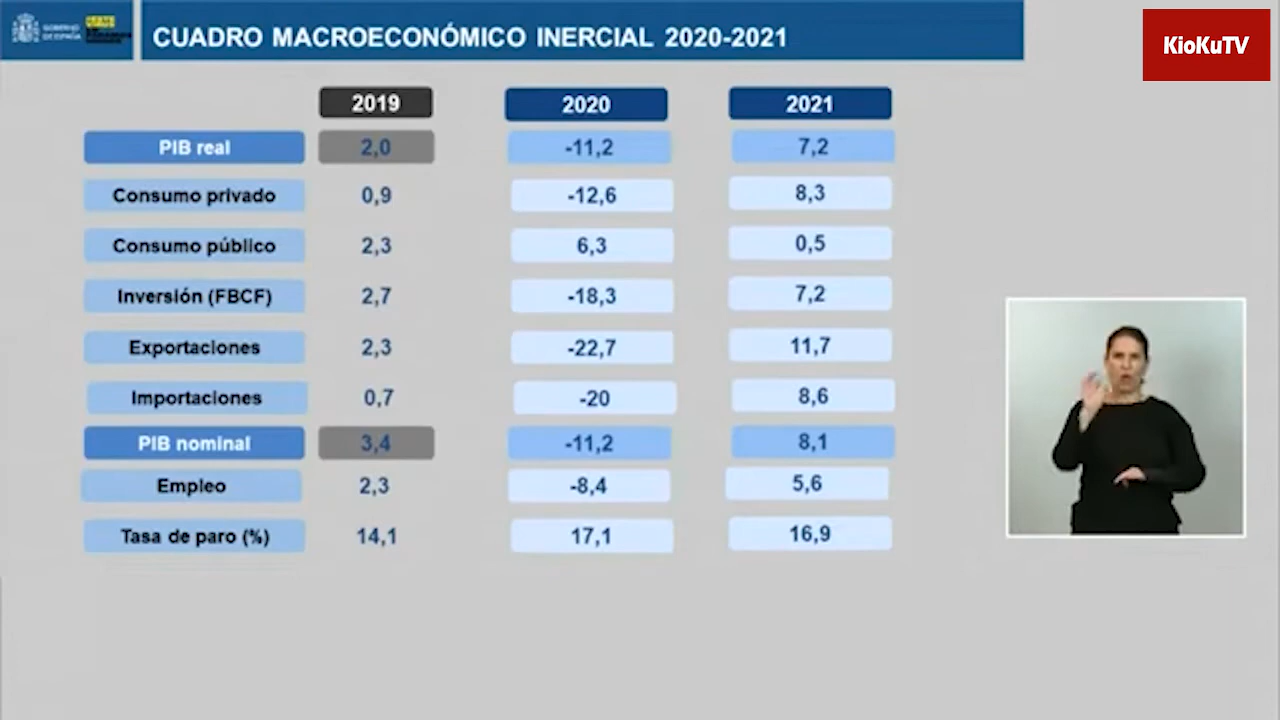 GOBIERNO
DE ESPAÑA
CUADRO MACROECONÓMICO INERCIAL 2020-2021
KioKuTV
2019 2020 2021
PIB real 2,0 -11,2 7,2
Consumo privado 0,9 -12,6 8,3
Consumo público 2,3 6,3 0,5
Inversión (FBCF) 2,7 -18,3 7,2
Exportaciones 2,3 -22,7 11,7
Importaciones 0,7 -20 8,6
PIB nominal 3,4 -11,2 8,1
Empleo 2,3 -8,4 5,6
Tasa de paro (%) 14,1 17,1 16,9